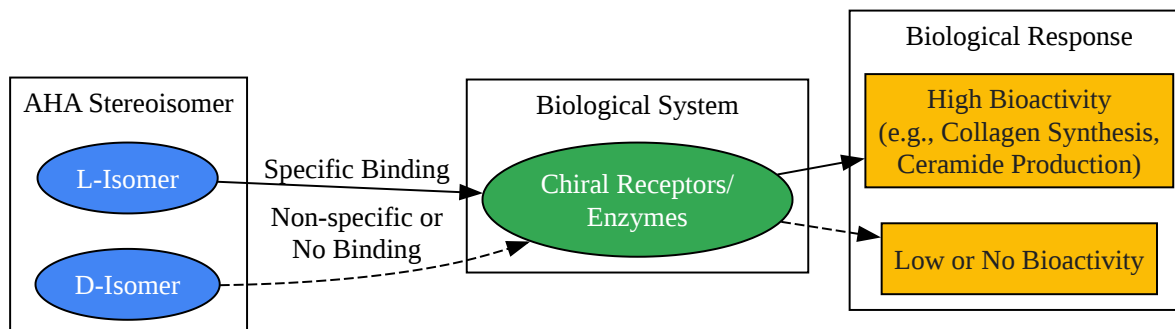 AHA Stereoisomer
L-Isomer
D-Isomer
Specific Binding
Non-specific or
No Binding
Biological System
Chiral Receptors/
Enzymes
Biological Response
High Bioactivity
(e.g., Collagen Synthesis,
Ceramide Production)
Low or No Bioactivity